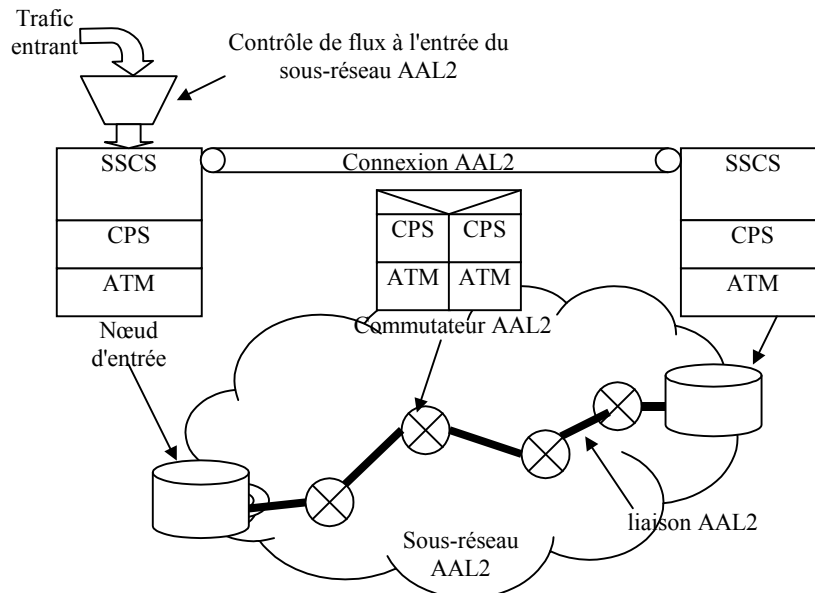 Trafic
entrant
Contrôle de flux à l'entrée du
sous-réseau AAL2
SSCS
Connexion AAL2
SSCS
CPS
CPS
CPS
CPS
ATM
ATM
ATM
ATM
Nœud
d'entrée
Commutateur AAL2
liaison AAL2
Sous-réseau
AAL2